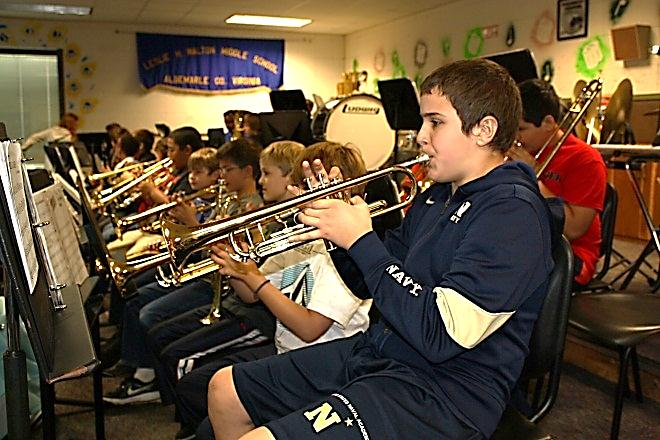 LESLIE H. WALTON MIDDLE SCHOOL
ALBEMARLE CO. VIRGINIA
Ludwig
N
NAVY
N